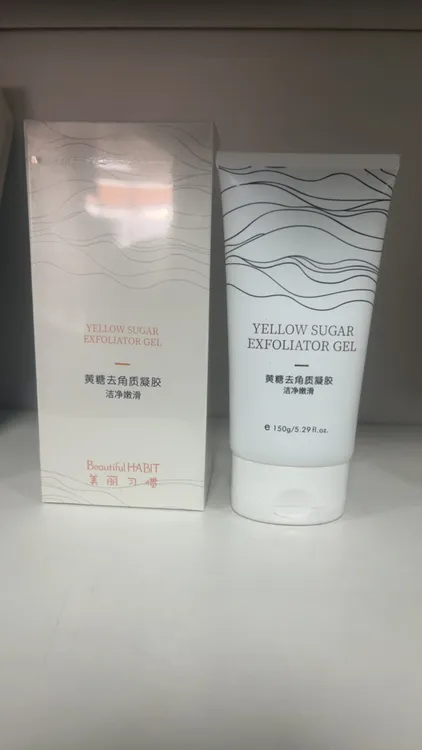 YELLOW SUGAR
EXFOLIATOR GEL
黄糖去角质凝胶
洁净嫩滑
Beautiful HABIT
美丽习惯
YELLOW SUGAR
EXFOLIATOR GEL
黄糖去角质凝胶
洁净嫩滑
e 150g/5.29 fl.oz.